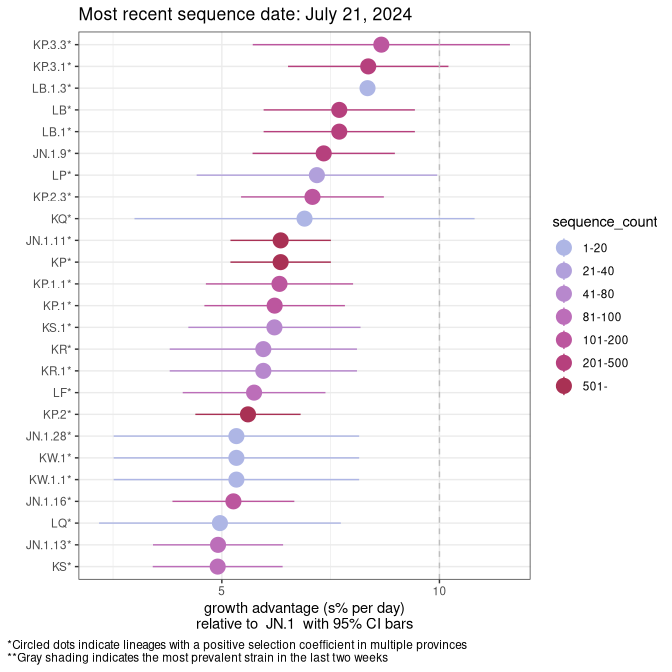 Most recent sequence date: July 21, 2024
KP.3.3*
KP.3.1*
LB.1.3*
LB*
LB.1*
JN.1.9*
LP*
KP.2.3*
KQ*
JN.1.11*
KP*
KP.1.1*
KP.1*
KS.1*
KR*
KR.1*
LF*
KP.2*
JN.1.28*
KW.1*
KW.1.1*
JN.1.16*
LQ*
JN.1.13*
KS*
5
10
growth advantage (s% per day)
relative to JN.1 with 95% CI bars
sequence_count
1-20
21-40
41-80
81-100
101-200
201-500
501-
*Circled dots indicate lineages with a positive selection coefficient in multiple provinces
**Gray shading indicates the most prevalent strain in the last two weeks